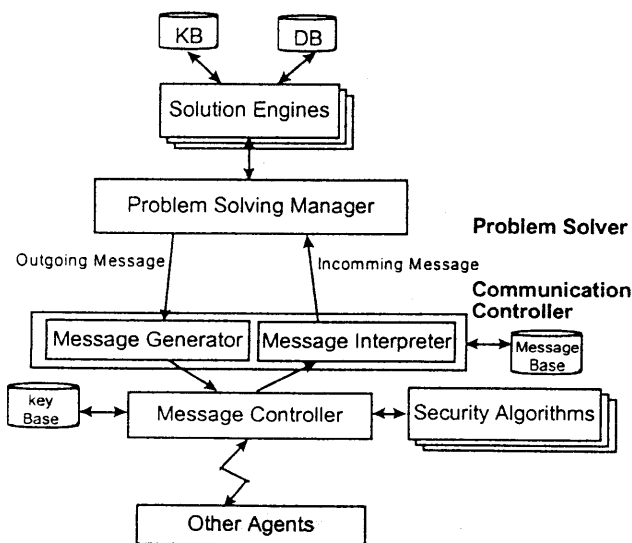 KB
DB
Solution Engines
Problem Solving Manager
Problem Solver
Outgoing Message
Incomming Message
Communication
Controller
Message Generator
Message Interpreter
Message
Base
key
Base
Message Controller
Security Algorithms
Other Agents